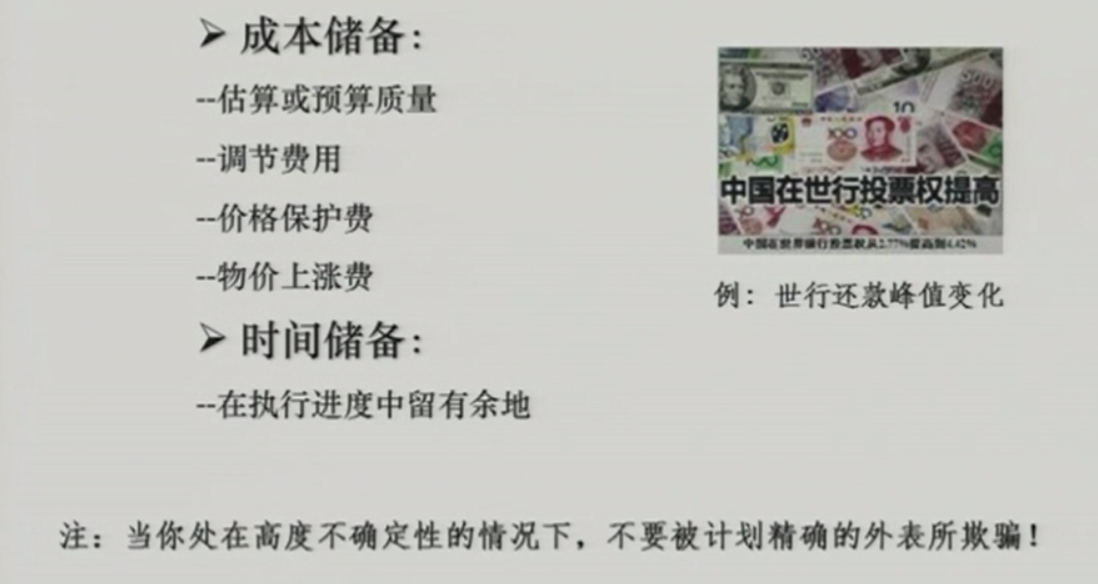 ➢ 成本储备：
--估算或预算质量
--调节费用
--价格保护费
--物价上涨费
中国在世行投票权提高
中国在世界银行投票权从2.77%提高到4.42%
例：世行还款峰值变化
➢ 时间储备：
--在执行进度中留有余地
注：当你处在高度不确定性的情况下，不要被计划精确的外表所欺骗！